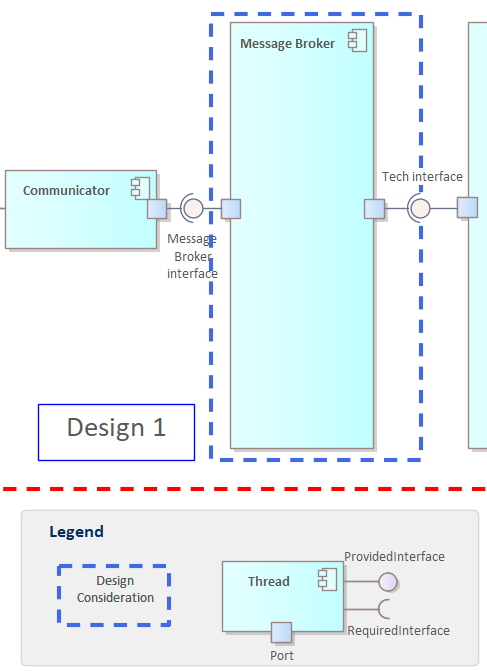 Message Broker
Tech interface
Communicator
Message
Broker
interface
Design 1
Legend
Design
Consideration
Thread
Port
ProvidedInterface
RequiredInterface